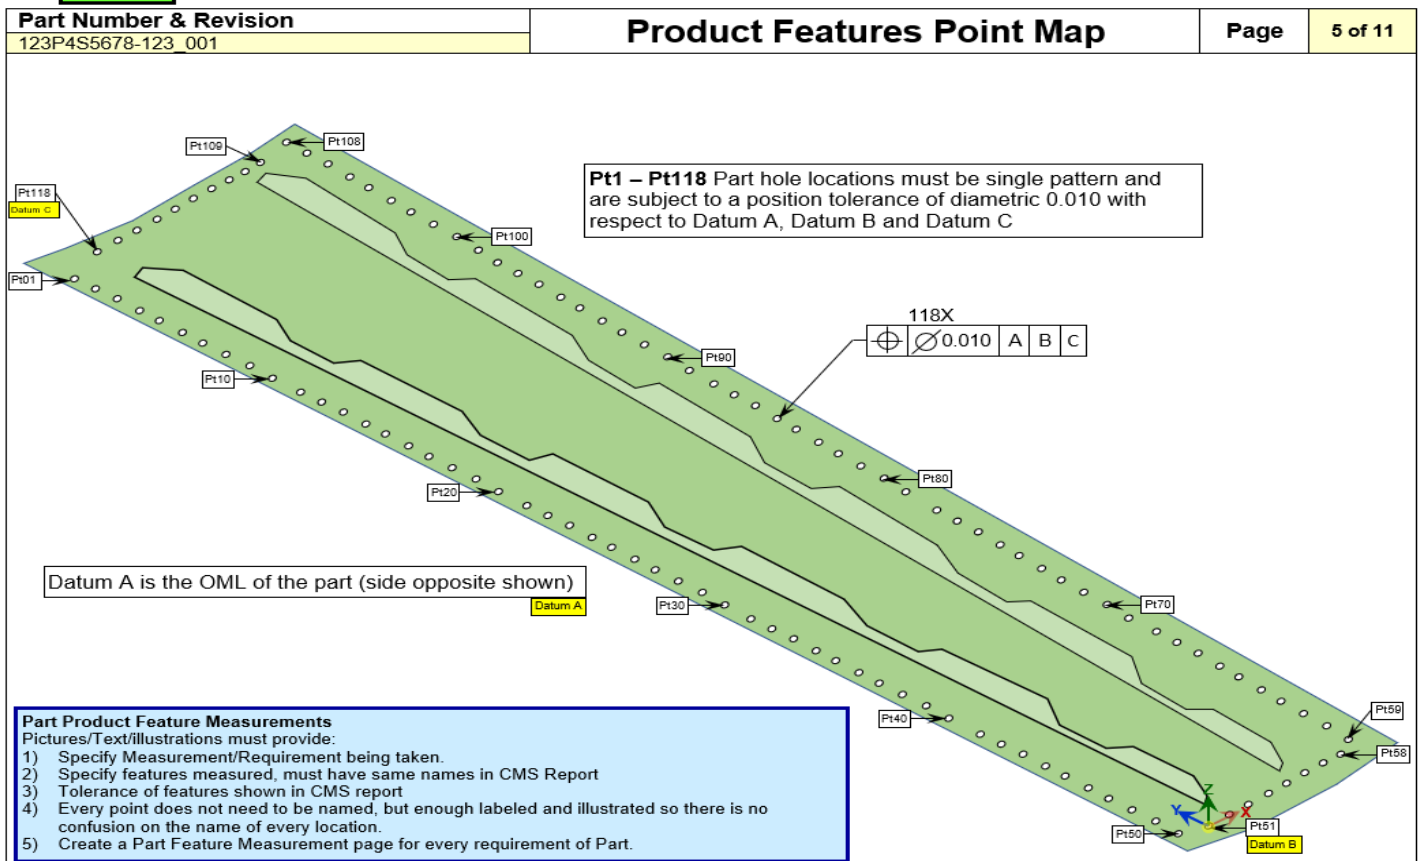 Part Number & Revision
123P4S5678-123_001
Product Features Point Map
Page
5 of 11
Pt108
Pt109
Pt118
Datum C
Pt01
Pt100
Pt1 – Pt118 Part hole locations must be single pattern and
are subject to a position tolerance of diametric 0.010 with
respect to Datum A, Datum B and Datum C
118X
⌖ ∅0.010 A B C
Pt90
Pt10
Pt80
Pt20
Datum A is the OML of the part (side opposite shown)
Datum A
Pt30
Pt70
Pt40
Pt59
Pt58
Z
Y
X
Pt51
Datum B
Pt50
Part Product Feature Measurements
Pictures/Text/illustrations must provide:
1) Specify Measurement/Requirement being taken.
2) Specify features measured, must have same names in CMS Report
3) Tolerance of features shown in CMS report
4) Every point does not need to be named, but enough labeled and illustrated so there is no
confusion on the name of every location.
5) Create a Part Feature Measurement page for every requirement of Part.